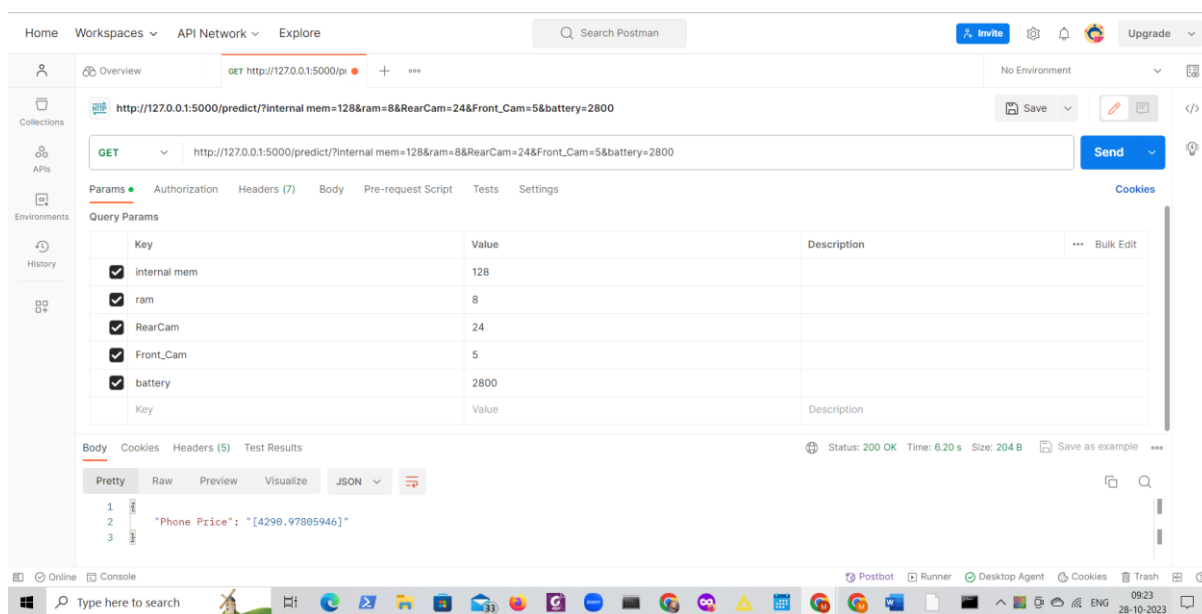 Home Workspaces API Network Explore Search Postman Invite Upgrade
Overview GET http://127.0.0.1:5000/pr No Environment
http://127.0.0.1:5000/predict/?internal mem=128&ram=8&RearCam=24&Front_Cam=5&battery=2800 Save
Collections
GET http://127.0.0.1:5000/predict/?internal mem=128&ram=8&RearCam=24&Front_Cam=5&battery=2800 Send
APIs
Params Authorization Headers (7) Body Pre-request Script Tests Settings Cookies
Environments
Query Params
Key Value Description Bulk Edit
History
internal mem 128
ram 8
RearCam 24
Front_Cam 5
battery 2800
Key Value Description
Body Cookies Headers (5) Test Results Status: 200 OK Time: 6.20 s Size: 204 B Save as example
Pretty Raw Preview Visualize JSON
1 {
2 "Phone Price": "[4290.97805946]"
3 }
Online Console Postbot Runner Desktop Agent Cookies Trash
Type here to search 33 ENG 09:23
28-10-2023